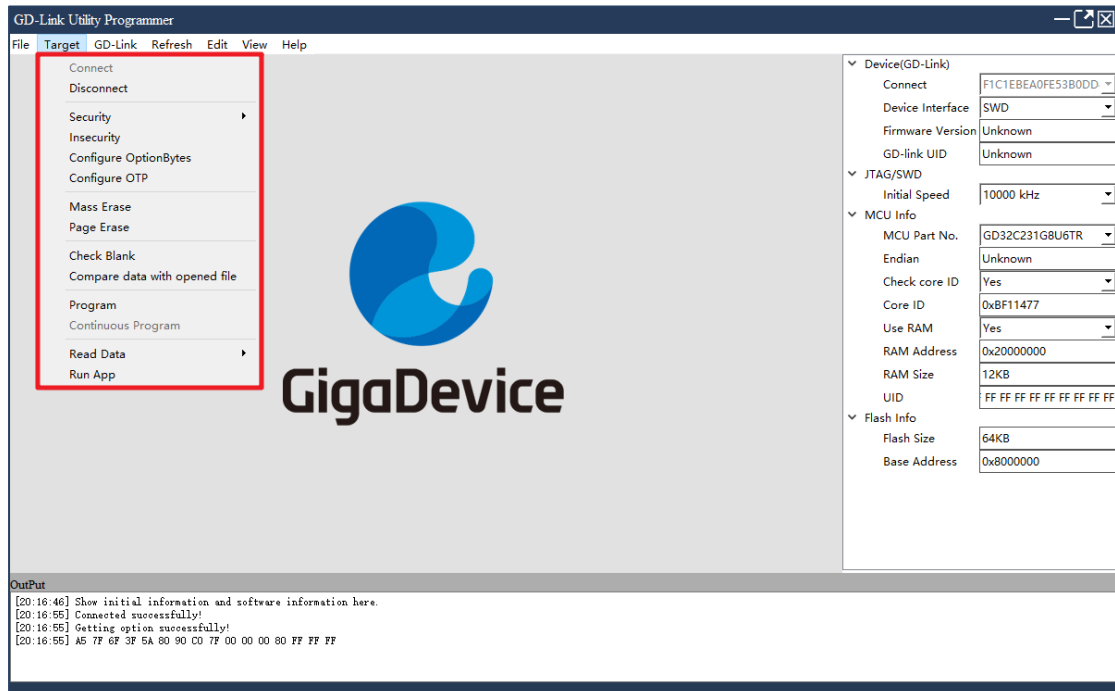 GD-Link Utility Programmer
File Target GD-Link Refresh Edit View Help
Connect
Disconnect
Security
Insecurity
Configure OptionBytes
Configure OTP
Mass Erase
Page Erase
Check Blank
Compare data with opened file
Program
Continuous Program
Read Data
Run App
GigaDevice
Device(GD-Link)
Connect F1C1EBEA0FE53B0DD
Device Interface SWD
Firmware Version Unknown
GD-link UID Unknown
JTAG/SWD
Initial Speed 10000 kHz
MCU Info
MCU Part No. GD32C231G8U6TR
Endian Unknown
Check core ID Yes
Core ID 0xBF11477
Use RAM Yes
RAM Address 0x20000000
RAM Size 12KB
UID FF FF FF FF FF FF FF FF FF
Flash Info
Flash Size 64KB
Base Address 0x8000000
OutPut
[20:16:46] Show initial information and software information here.
[20:16:55] Connected successfully!
[20:16:55] Getting option successfully!
[20:16:55] A5 7F 6F 3F 5A 80 90 C0 7F 00 00 00 80 FF FF FF